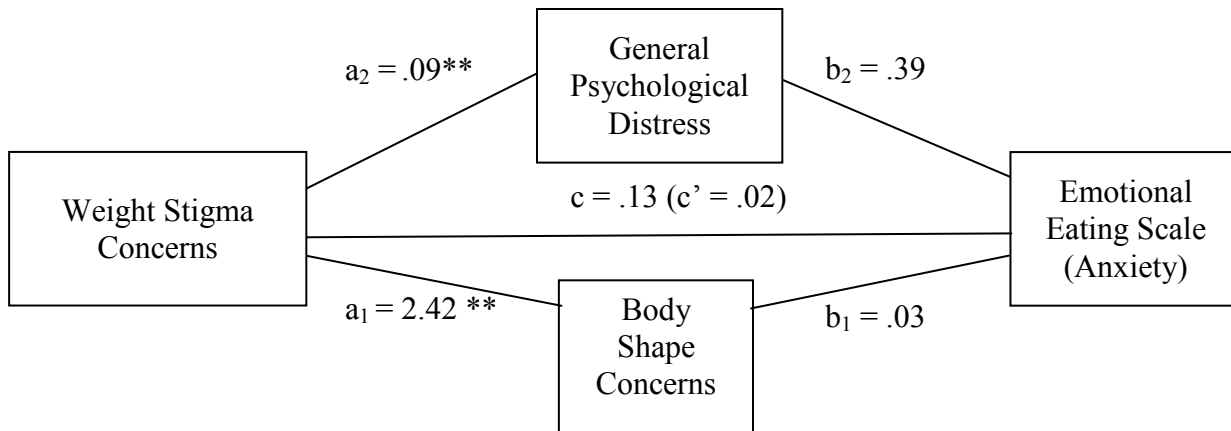 a₂ = .09**
General
Psychological
Distress
b₂ = .39
Weight Stigma
Concerns
c = .13 (c’ = .02)
Emotional
Eating Scale
(Anxiety)
a₁ = 2.42 **
Body
Shape
Concerns
b₁ = .03